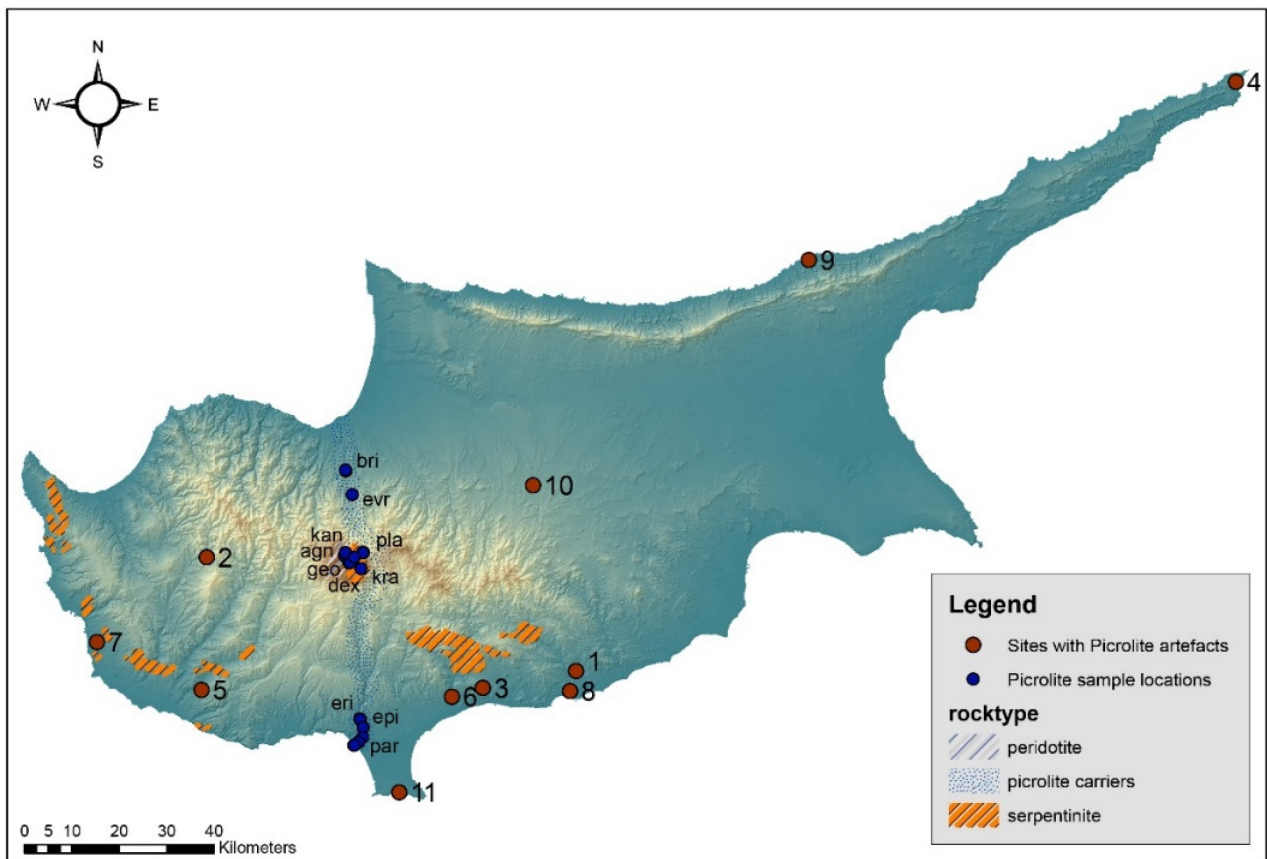 N
W E
S
4
9
bri
evr
10
kan
pla
agn
2
geo
kra
dex
7
1
5
6
3
8
eri
epi
par
11
Legend
Sites with Picrolite artefacts
Picrolite sample locations
rocktype
peridotite
picrolite carriers
serpentinite
0 5 10 20 30 40
Kilometers